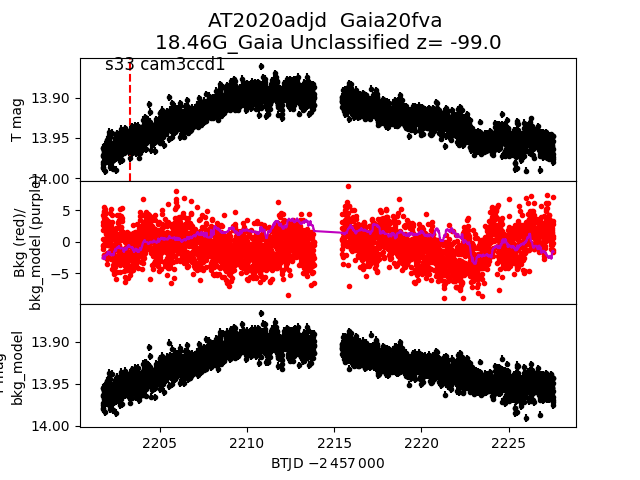 AT2020adjd Gaia20fva
18.46G_Gaia Unclassified z= -99.0
s33 cam3ccd1
T mag
13.90
13.95
14.00
Bkg (red)/
bkg_model (purple)
5
0
−5
bkg_model
13.90
13.95
14.00
2205 2210 2215 2220 2225
BTJD −2 457 000